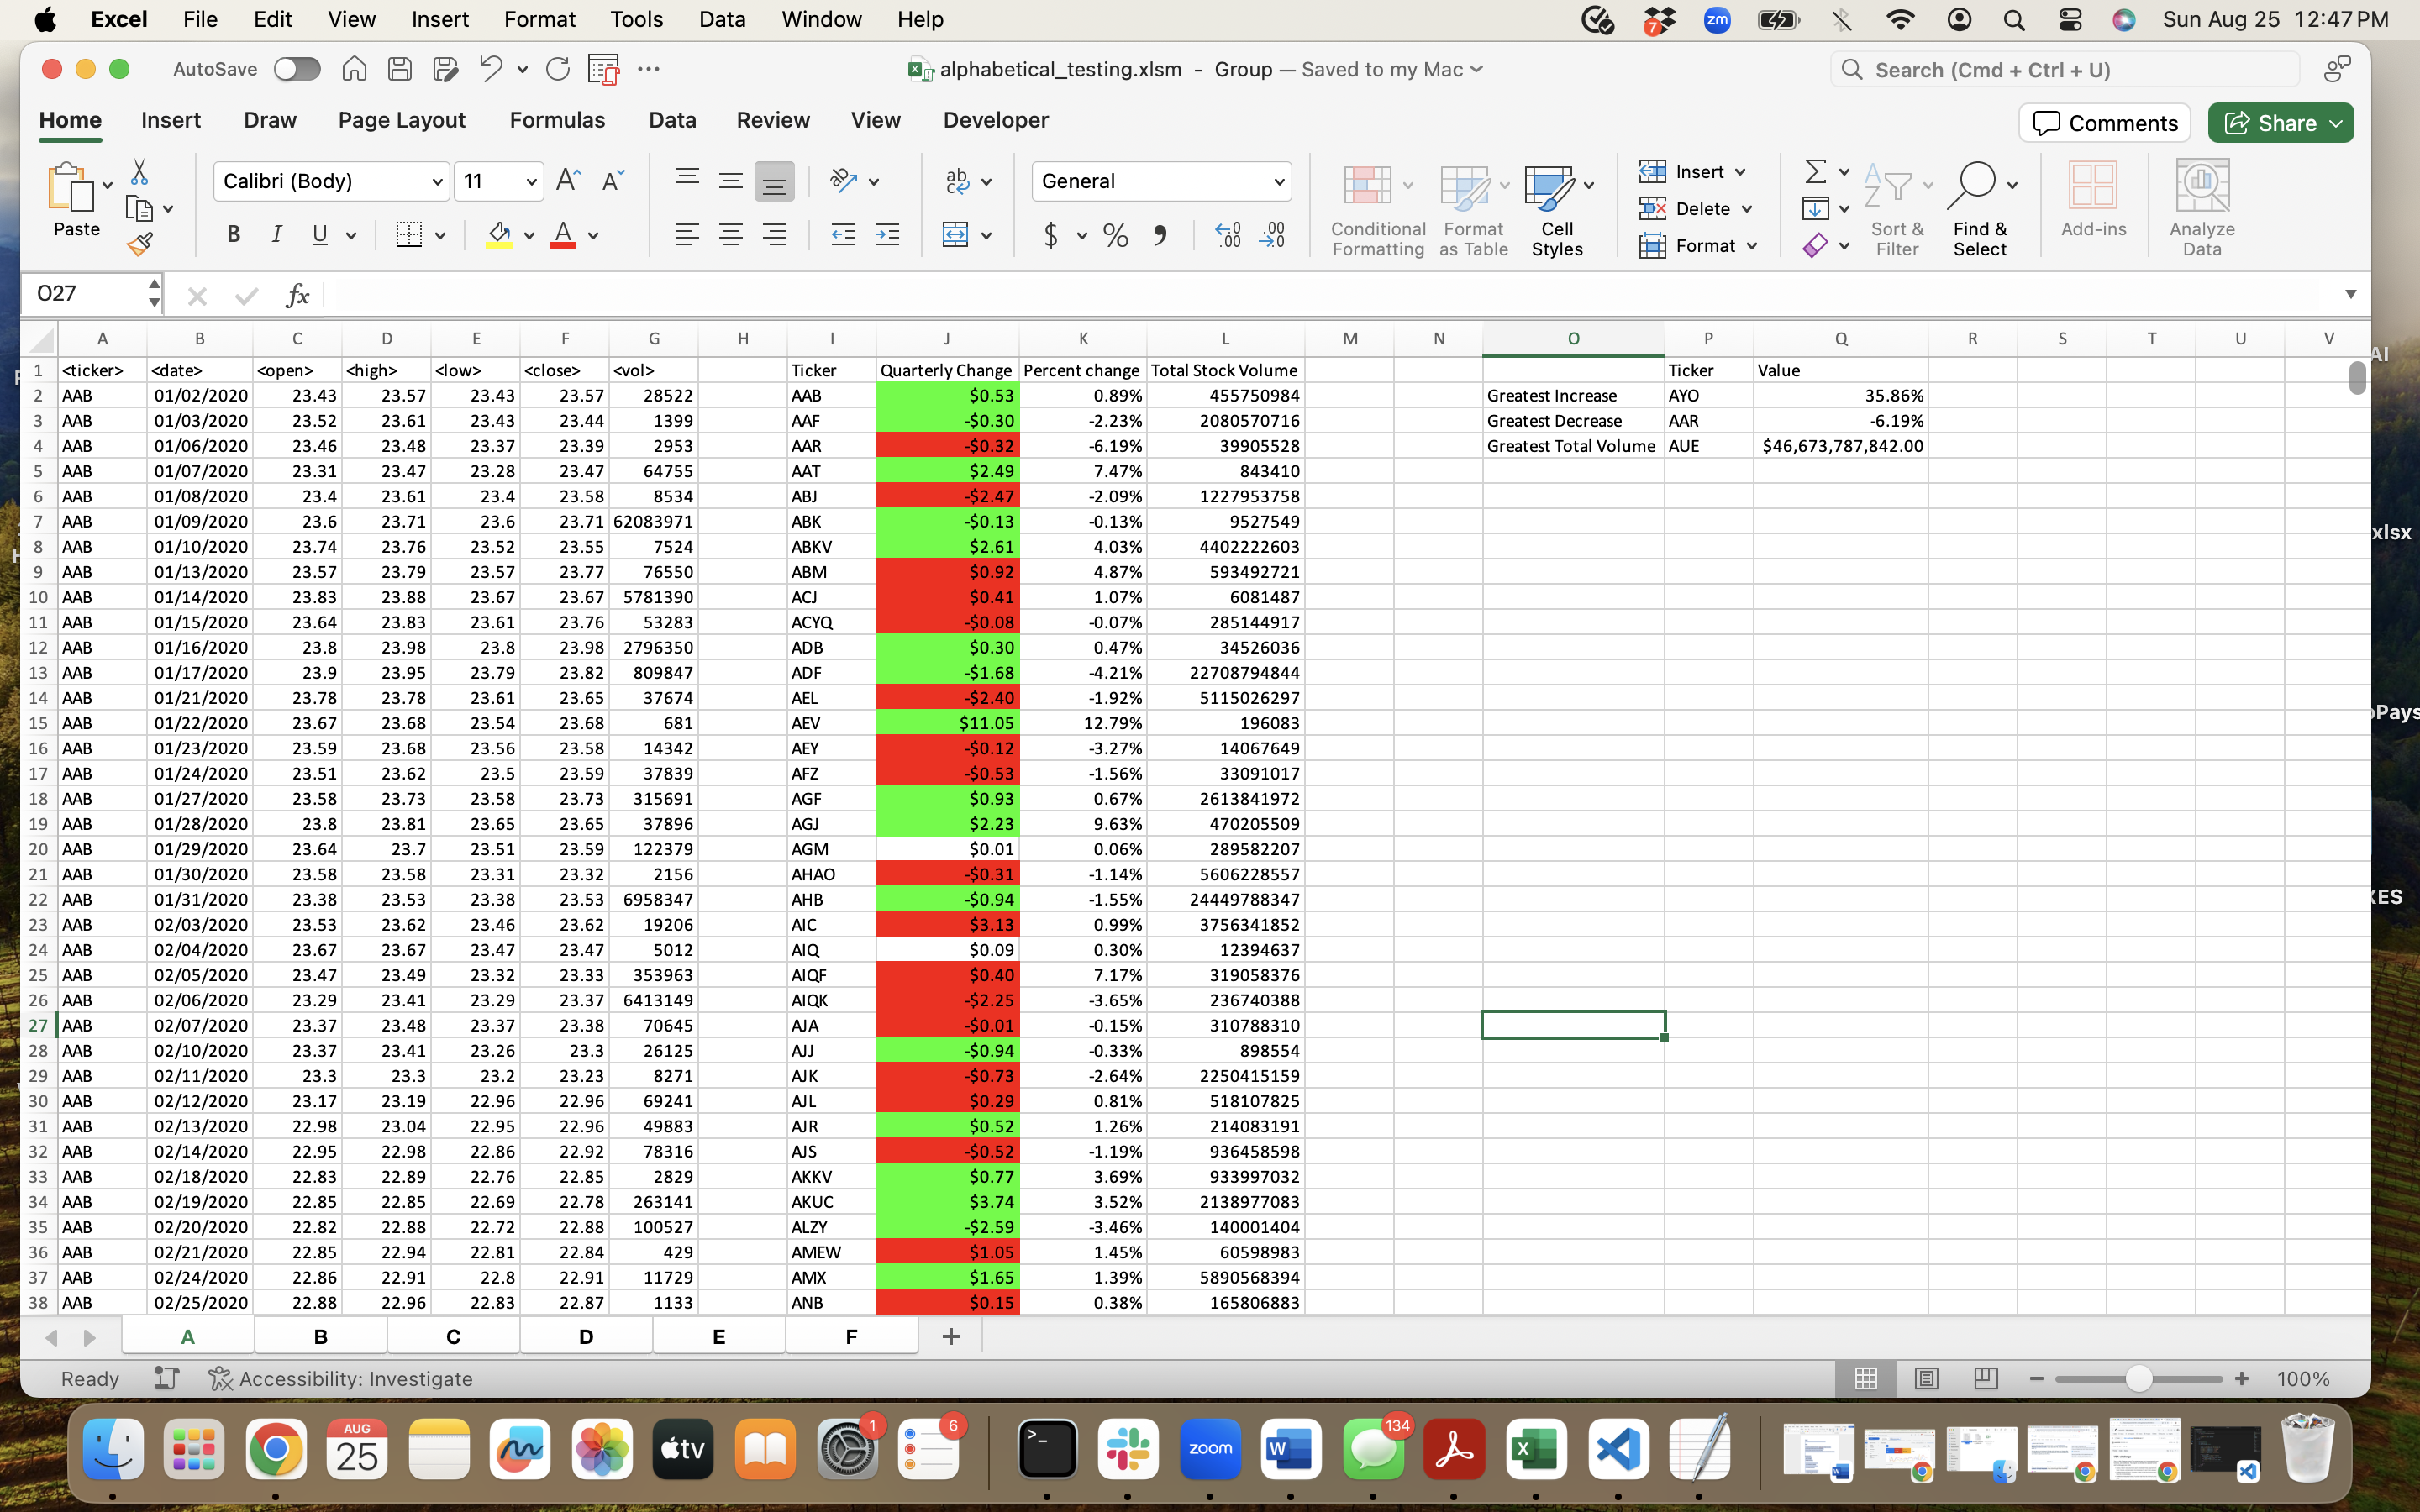 Excel File Edit View Insert Format Tools Data Window Help 7 zm Sun Aug 25 12:47 PM
AutoSave alphabetical_testing.xlsm - Group — Saved to my Mac Search (Cmd + Ctrl + U)
Home Insert Draw Page Layout Formulas Data Review View Developer Comments Share
Paste Calibri (Body) 11 General Conditional Formatting Format as Table Cell Styles Insert Delete Format Sort & Filter Find & Select Add-ins Analyze Data
O27 fx
A B C D E F G H I J K L M N O P Q R S T U V
1 <ticker> <date> <open> <high> <low> <close> <vol> Ticker Quarterly Change Percent change Total Stock Volume Ticker Value
2 AAB 01/02/2020 23.43 23.57 23.43 23.57 28522 AAB $0.53 0.89% 455750984 Greatest Increase AYO 35.86%
3 AAB 01/03/2020 23.52 23.61 23.43 23.44 1399 AAF -$0.30 -2.23% 2080570716 Greatest Decrease AAR -6.19%
4 AAB 01/06/2020 23.46 23.48 23.37 23.39 2953 AAR -$0.32 -6.19% 39905528 Greatest Total Volume AUE $46,673,787,842.00
5 AAB 01/07/2020 23.31 23.47 23.28 23.47 64755 AAT $2.49 7.47% 843410
6 AAB 01/08/2020 23.4 23.61 23.4 23.58 8534 ABJ -$2.47 -2.09% 1227953758
7 AAB 01/09/2020 23.6 23.71 23.6 23.71 62083971 ABK -$0.13 -0.13% 9527549
8 AAB 01/10/2020 23.74 23.76 23.52 23.55 7524 ABKV $2.61 4.03% 4402222603
9 AAB 01/13/2020 23.57 23.79 23.57 23.77 76550 ABM $0.92 4.87% 593492721
10 AAB 01/14/2020 23.83 23.88 23.67 23.67 5781390 ACJ $0.41 1.07% 6081487
11 AAB 01/15/2020 23.64 23.83 23.61 23.76 53283 ACYQ -$0.08 -0.07% 285144917
12 AAB 01/16/2020 23.8 23.98 23.8 23.98 2796350 ADB $0.30 0.47% 34526036
13 AAB 01/17/2020 23.9 23.95 23.79 23.82 809847 ADF -$1.68 -4.21% 22708794844
14 AAB 01/21/2020 23.78 23.78 23.61 23.65 37674 AEL -$2.40 -1.92% 5115026297
15 AAB 01/22/2020 23.67 23.68 23.54 23.68 681 AEV $11.05 12.79% 196083
16 AAB 01/23/2020 23.59 23.68 23.56 23.58 14342 AEY -$0.12 -3.27% 14067649
17 AAB 01/24/2020 23.51 23.62 23.5 23.59 37839 AFZ -$0.53 -1.56% 33091017
18 AAB 01/27/2020 23.58 23.73 23.58 23.73 315691 AGF $0.93 0.67% 2613841972
19 AAB 01/28/2020 23.8 23.81 23.65 23.65 37896 AGJ $2.23 9.63% 470205509
20 AAB 01/29/2020 23.64 23.7 23.51 23.59 122379 AGM $0.01 0.06% 289582207
21 AAB 01/30/2020 23.58 23.58 23.31 23.32 2156 AHAO -$0.31 -1.14% 5606228557
22 AAB 01/31/2020 23.38 23.53 23.38 23.53 6958347 AHB -$0.94 -1.55% 24449788347
23 AAB 02/03/2020 23.53 23.62 23.46 23.62 19206 AIC $3.13 0.99% 3756341852
24 AAB 02/04/2020 23.67 23.67 23.47 23.47 5012 AIQ $0.09 0.30% 12394637
25 AAB 02/05/2020 23.47 23.49 23.32 23.33 353963 AIQF $0.40 7.17% 319058376
26 AAB 02/06/2020 23.29 23.41 23.29 23.37 6413149 AIQK -$2.25 -3.65% 236740388
27 AAB 02/07/2020 23.37 23.48 23.37 23.38 70645 AJA -$0.01 -0.15% 310788310
28 AAB 02/10/2020 23.37 23.41 23.26 23.3 26125 AJJ -$0.94 -0.33% 898554
29 AAB 02/11/2020 23.3 23.3 23.2 23.23 8271 AJK -$0.73 -2.64% 2250415159
30 AAB 02/12/2020 23.17 23.19 22.96 22.96 69241 AJL $0.29 0.81% 518107825
31 AAB 02/13/2020 22.98 23.04 22.95 22.96 49883 AJR $0.52 1.26% 214083191
32 AAB 02/14/2020 22.95 22.98 22.86 22.92 78316 AJS -$0.52 -1.19% 936458598
33 AAB 02/18/2020 22.83 22.89 22.76 22.85 2829 AKKV $0.77 3.69% 933997032
34 AAB 02/19/2020 22.85 22.85 22.69 22.78 263141 AKUC $3.74 3.52% 2138977083
35 AAB 02/20/2020 22.82 22.88 22.72 22.88 100527 ALZY -$2.59 -3.46% 140001404
36 AAB 02/21/2020 22.85 22.94 22.81 22.84 429 AMEW $1.05 1.45% 60598983
37 AAB 02/24/2020 22.86 22.91 22.8 22.91 11729 AMX $1.65 1.39% 5890568394
38 AAB 02/25/2020 22.88 22.96 22.83 22.87 1133 ANB $0.15 0.38% 165806883
A B C D E F +
Ready Accessibility: Investigate 100%
AUG 25 tv 1 6 zoom W 134 X